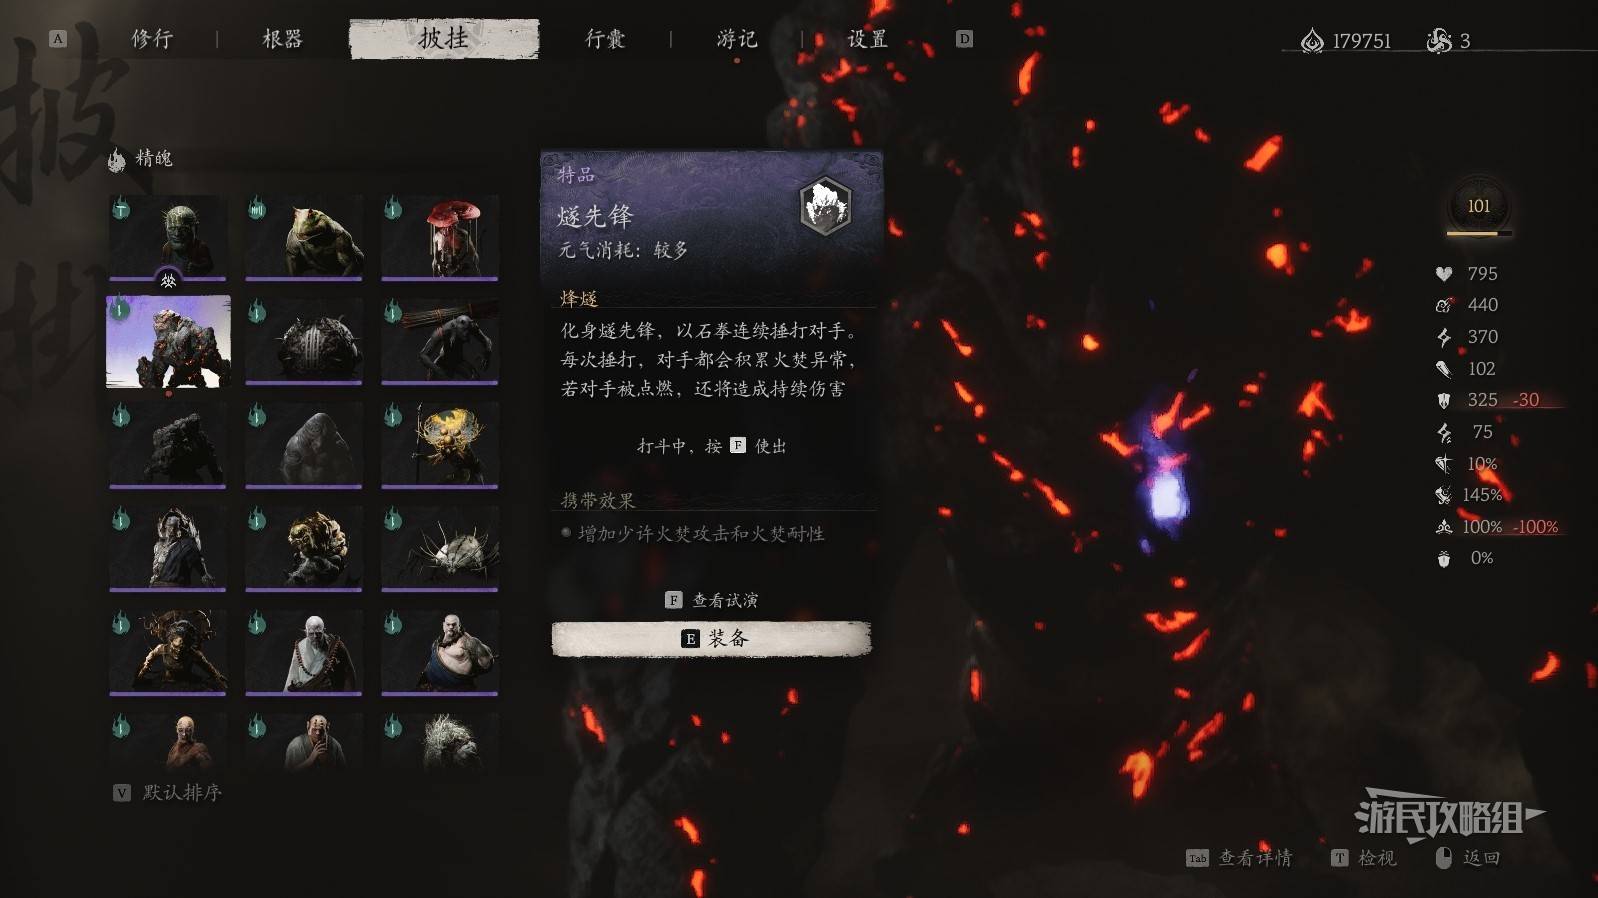 A 修行 | 根器 披挂 行囊 | 游记 | 设置 D
179751 3
披挂
精魄
特品
燧先锋
元气消耗：较多
烽燧
化身燧先锋，以石拳连续捶打对手。
每次捶打，对手都会积累火焚异常，
若对手被点燃，还将造成持续伤害
打斗中，按 F 使出
携带效果
增加少许火焚攻击和火焚耐性
F 查看试演
E 装备
V 默认排序
101
795
440
370
102
325 -30
75
10%
145%
100% -100%
0%
游民攻略组
Tab 查看详情 T 检视 返回